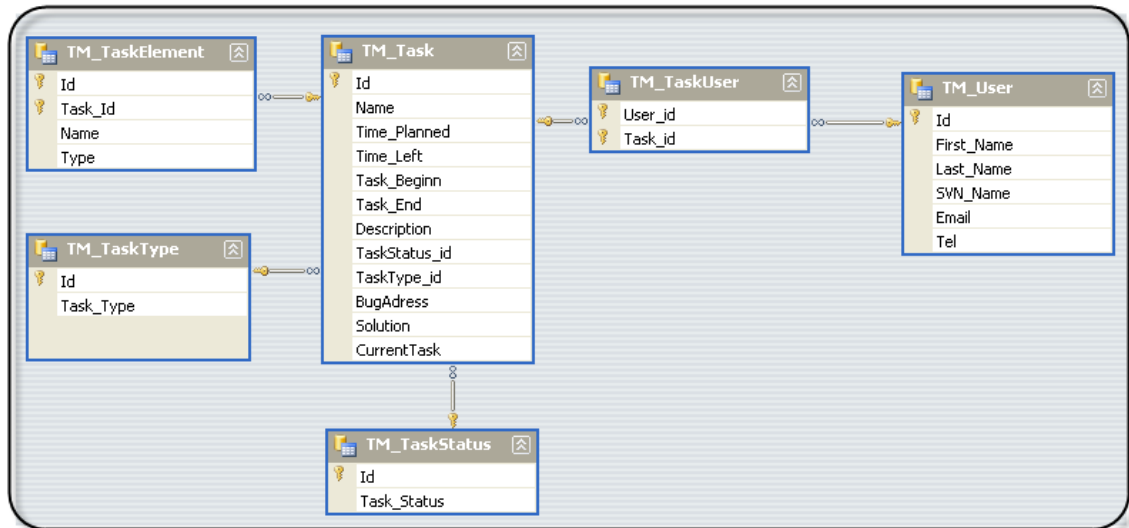 TM_TaskElement
Id
Task_Id
Name
Type
TM_Task
Id
Name
Time_Planned
Time_Left
Task_Beginn
Task_End
Description
TaskStatus_id
TaskType_id
BugAdress
Solution
CurrentTask
TM_TaskUser
User_id
Task_id
TM_User
Id
First_Name
Last_Name
SVN_Name
Email
Tel
TM_TaskType
Id
Task_Type
TM_TaskStatus
Id
Task_Status